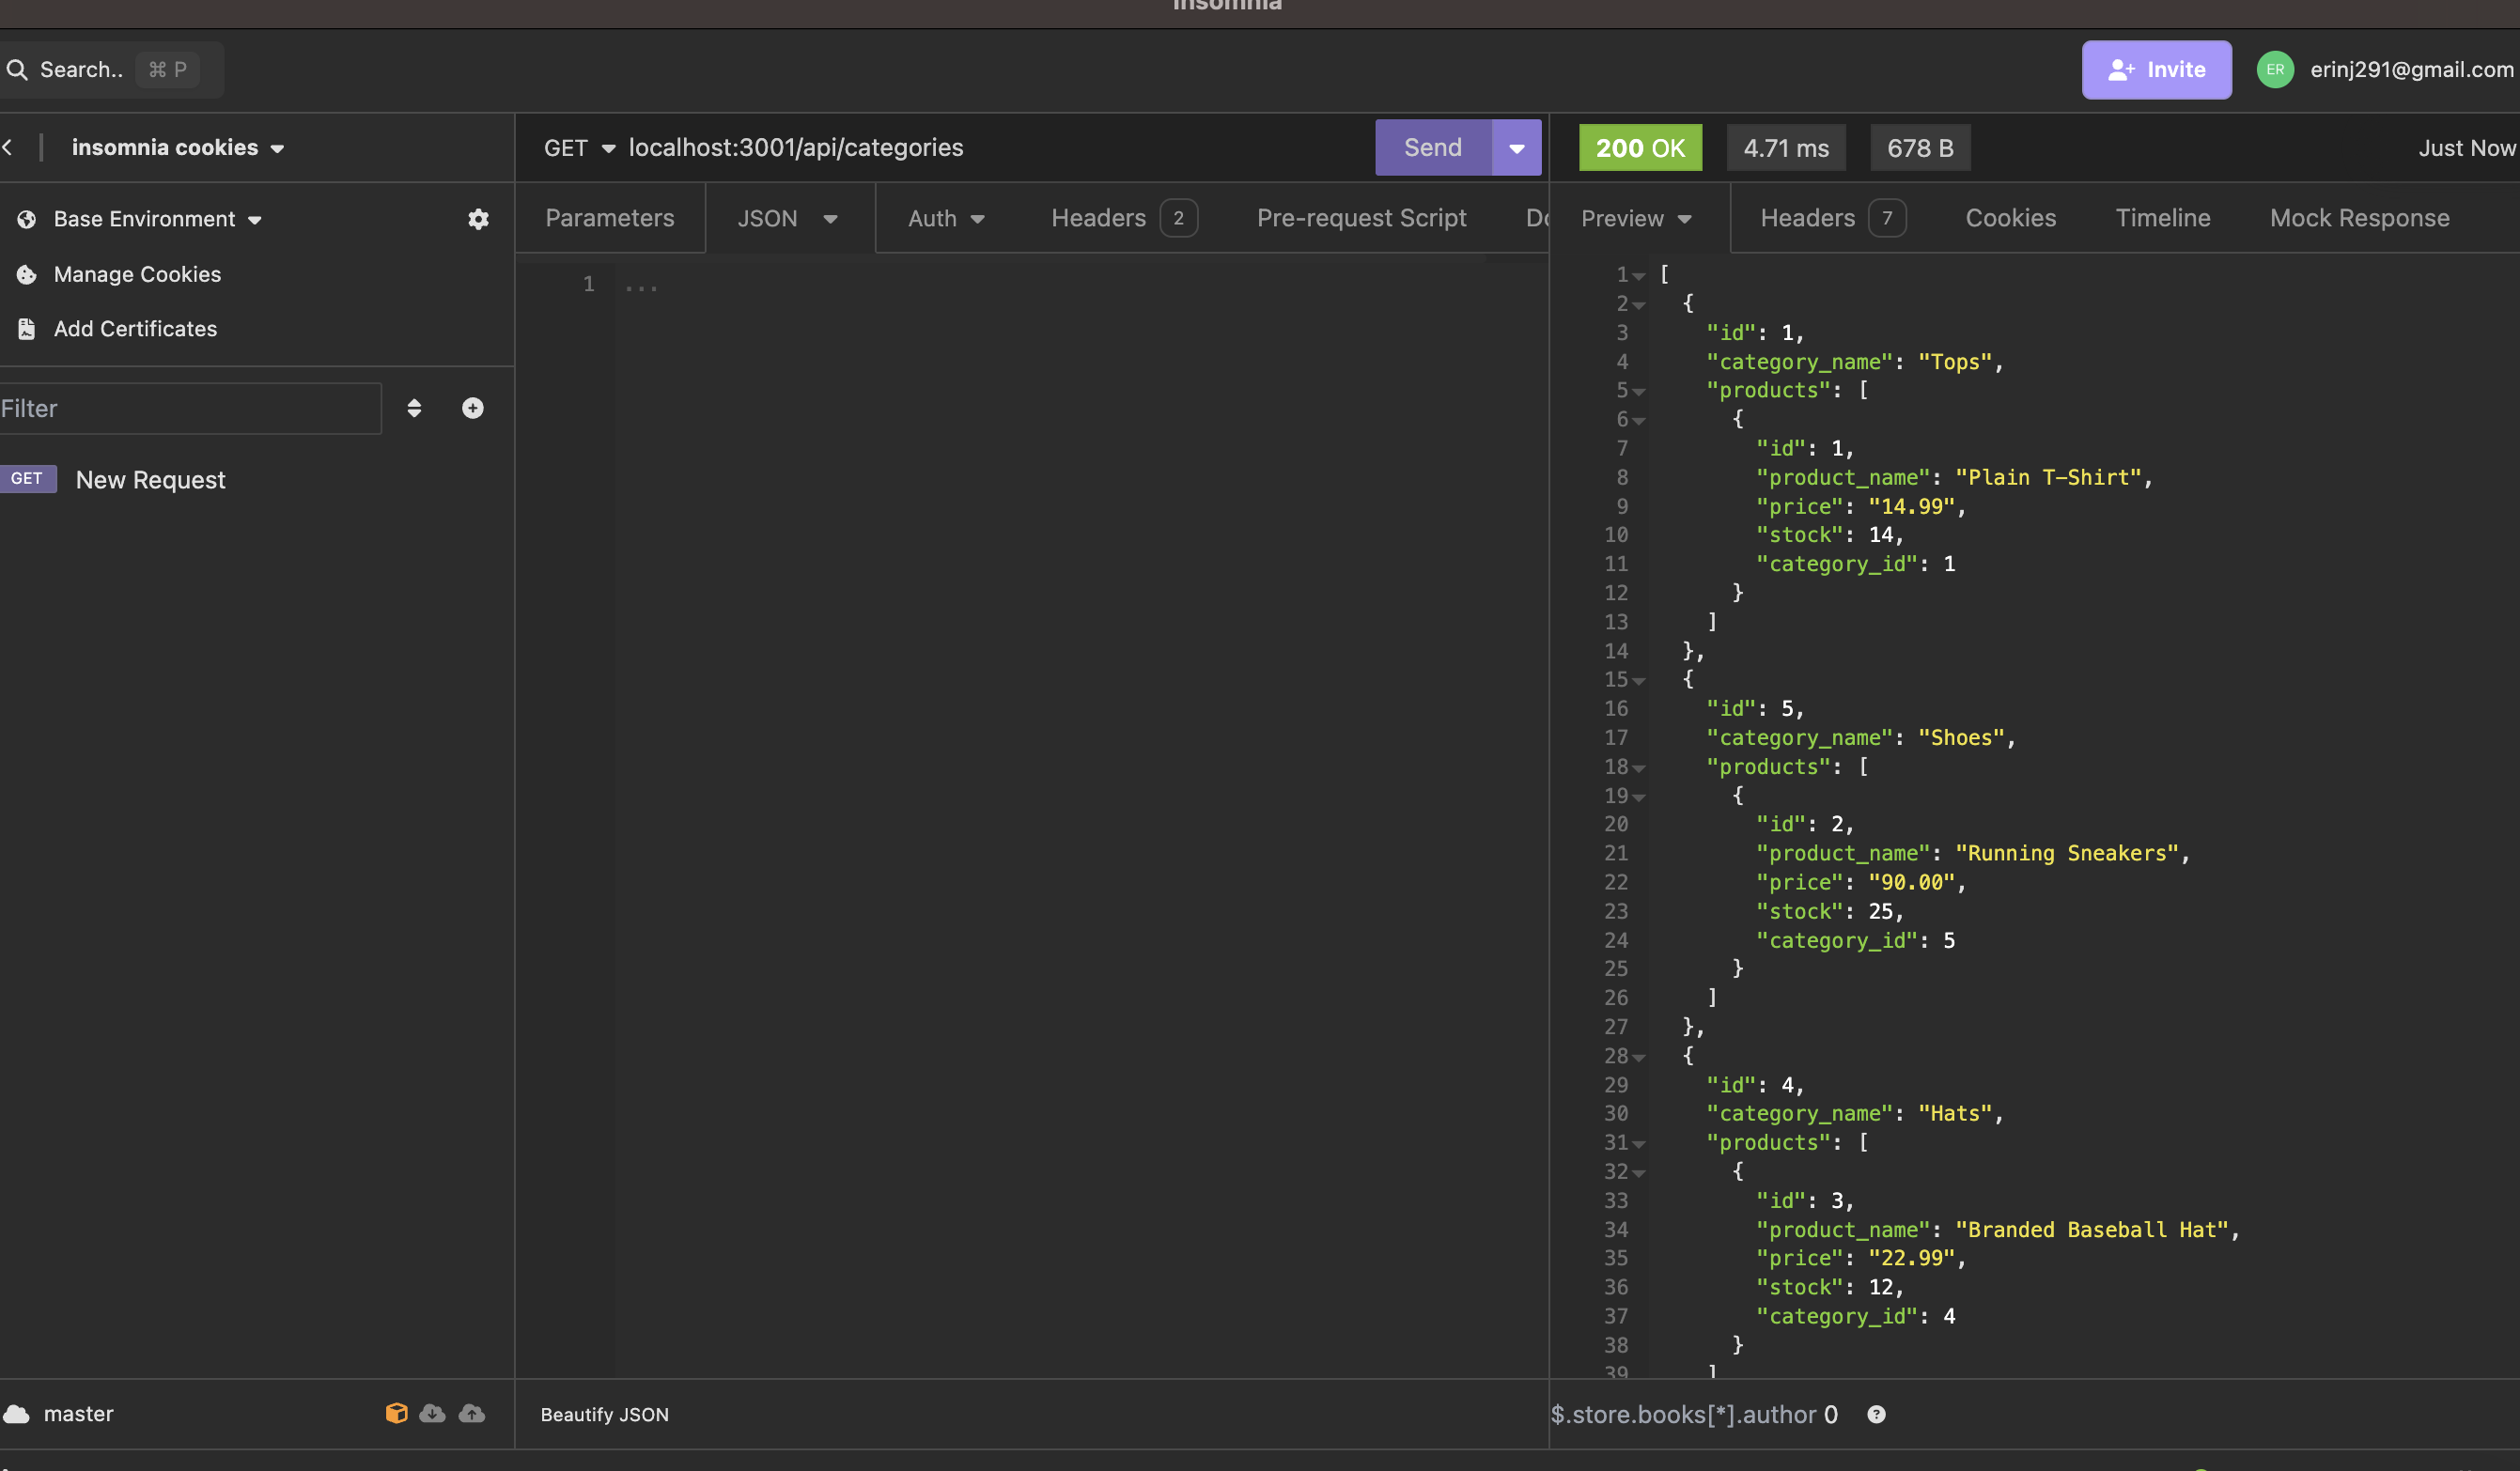 Insomnia
Search.. ⌘ P
Invite
ER
erinj291@gmail.com
insomnia cookies
Base Environment
Manage Cookies
Add Certificates
Filter
GET New Request
master
GET localhost:3001/api/categories
Send
Parameters JSON Auth Headers 2 Pre-request Script
1 ...
Beautify JSON
200 OK 4.71 ms 678 B Just Now
Preview Headers 7 Cookies Timeline Mock Response
1 [
2 {
3 "id": 1,
4 "category_name": "Tops",
5 "products": [
6 {
7 "id": 1,
8 "product_name": "Plain T-Shirt",
9 "price": "14.99",
10 "stock": 14,
11 "category_id": 1
12 }
13 ]
14 },
15 {
16 "id": 5,
17 "category_name": "Shoes",
18 "products": [
19 {
20 "id": 2,
21 "product_name": "Running Sneakers",
22 "price": "90.00",
23 "stock": 25,
24 "category_id": 5
25 }
26 ]
27 },
28 {
29 "id": 4,
30 "category_name": "Hats",
31 "products": [
32 {
33 "id": 3,
34 "product_name": "Branded Baseball Hat",
35 "price": "22.99",
36 "stock": 12,
37 "category_id": 4
38 }
39 ]
$.store.books[*].author 0